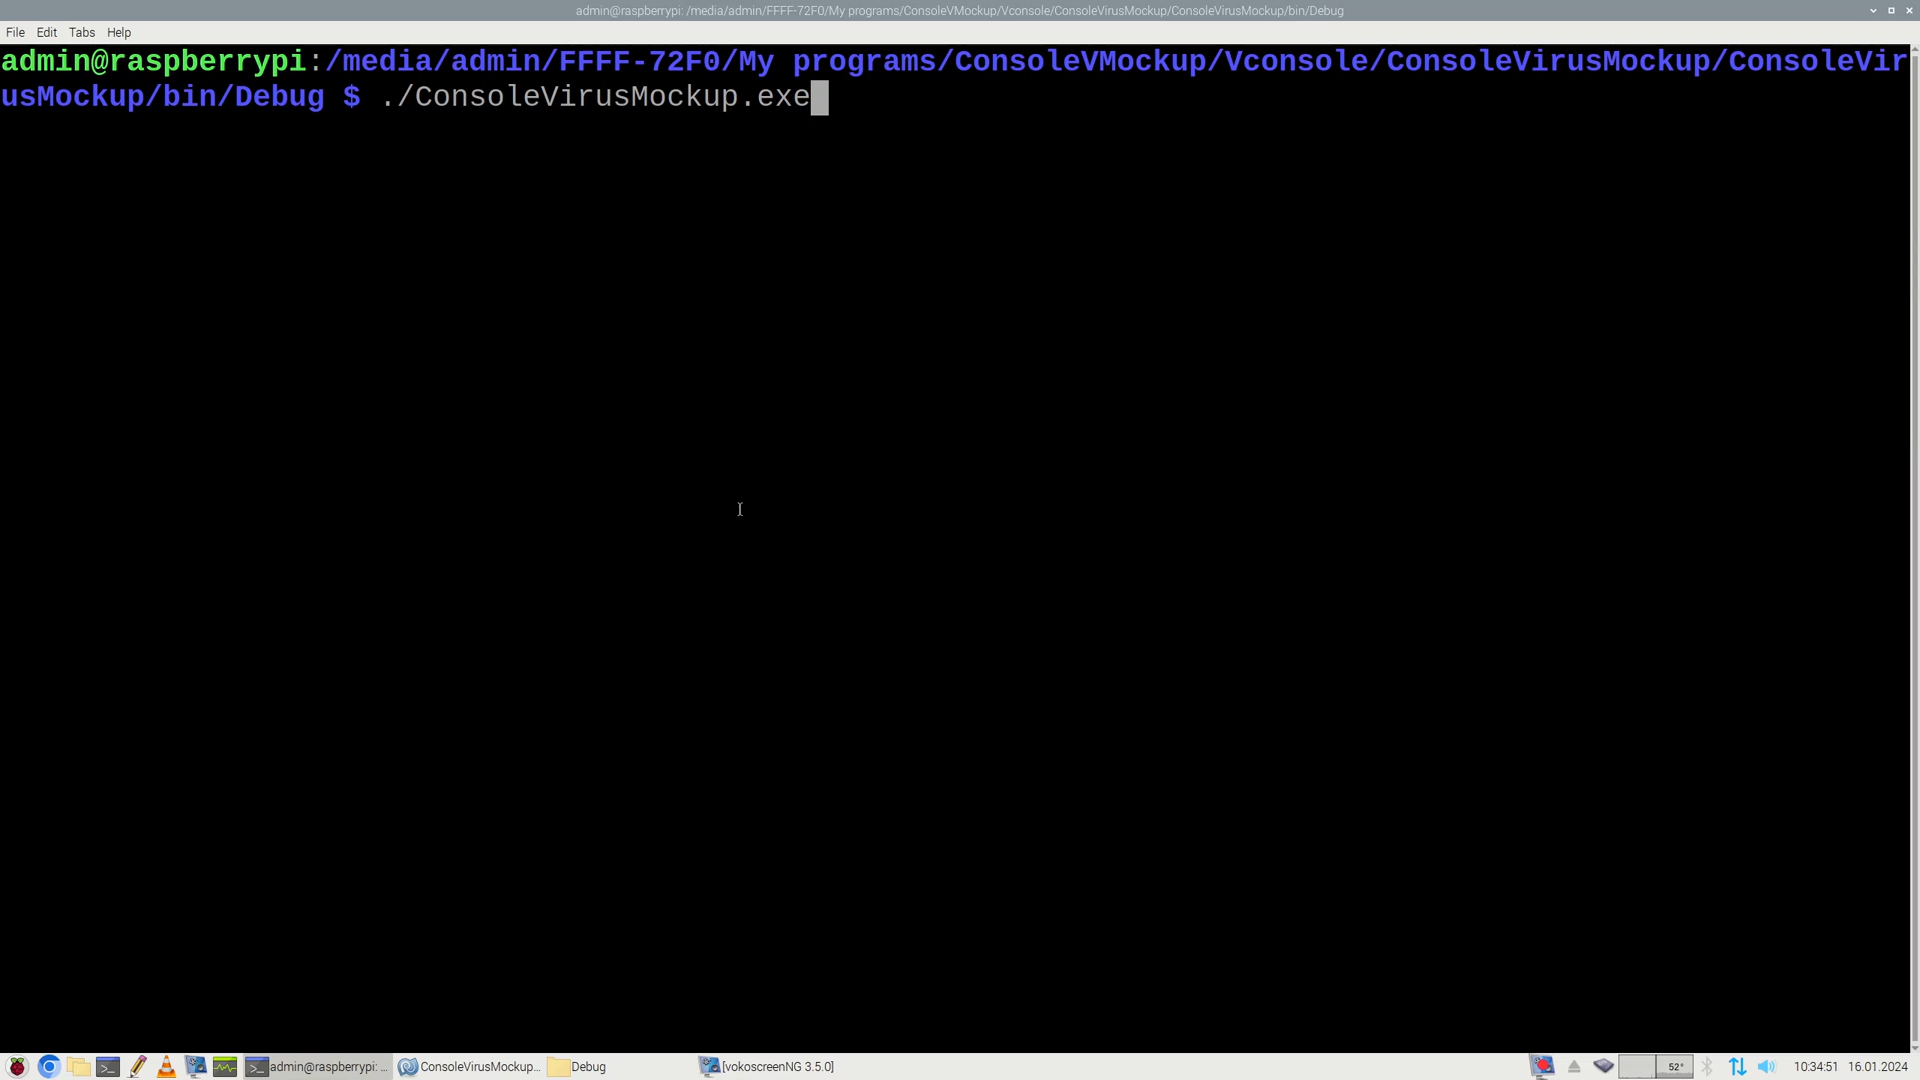 admin@raspberrypi: /media/admin/FFFF-72F0/My programs/ConsoleVMockup/Vconsole/ConsoleVirusMockup/ConsoleVirusMockup/bin/Debug
File Edit Tabs Help
admin@raspberrypi:/media/admin/FFFF-72F0/My programs/ConsoleVMockup/Vconsole/ConsoleVirusMockup/ConsoleVir
usMockup/bin/Debug $ ./ConsoleVirusMockup.exe
admin@raspberrypi: ... ConsoleVirusMockup... Debug [vokoscreenNG 3.5.0] 52° 10:34:51 16.01.2024